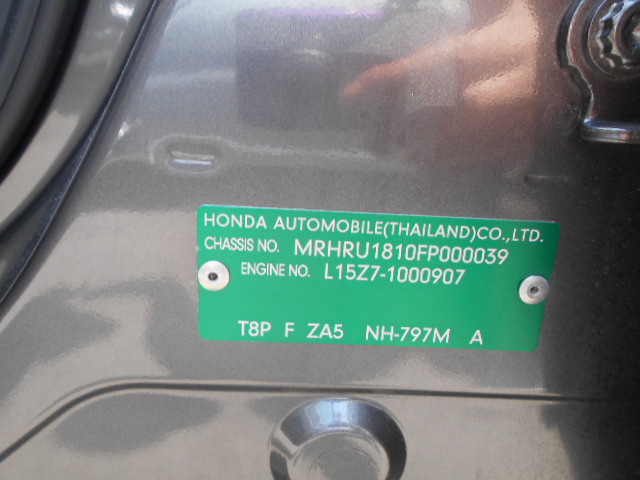 HONDA AUTOMOBILE(THAILAND)CO.,LTD.
CHASSIS NO. MRHRU1810FP000039
ENGINE NO. L15Z7-1000907
T8P F ZA5 NH-797M A